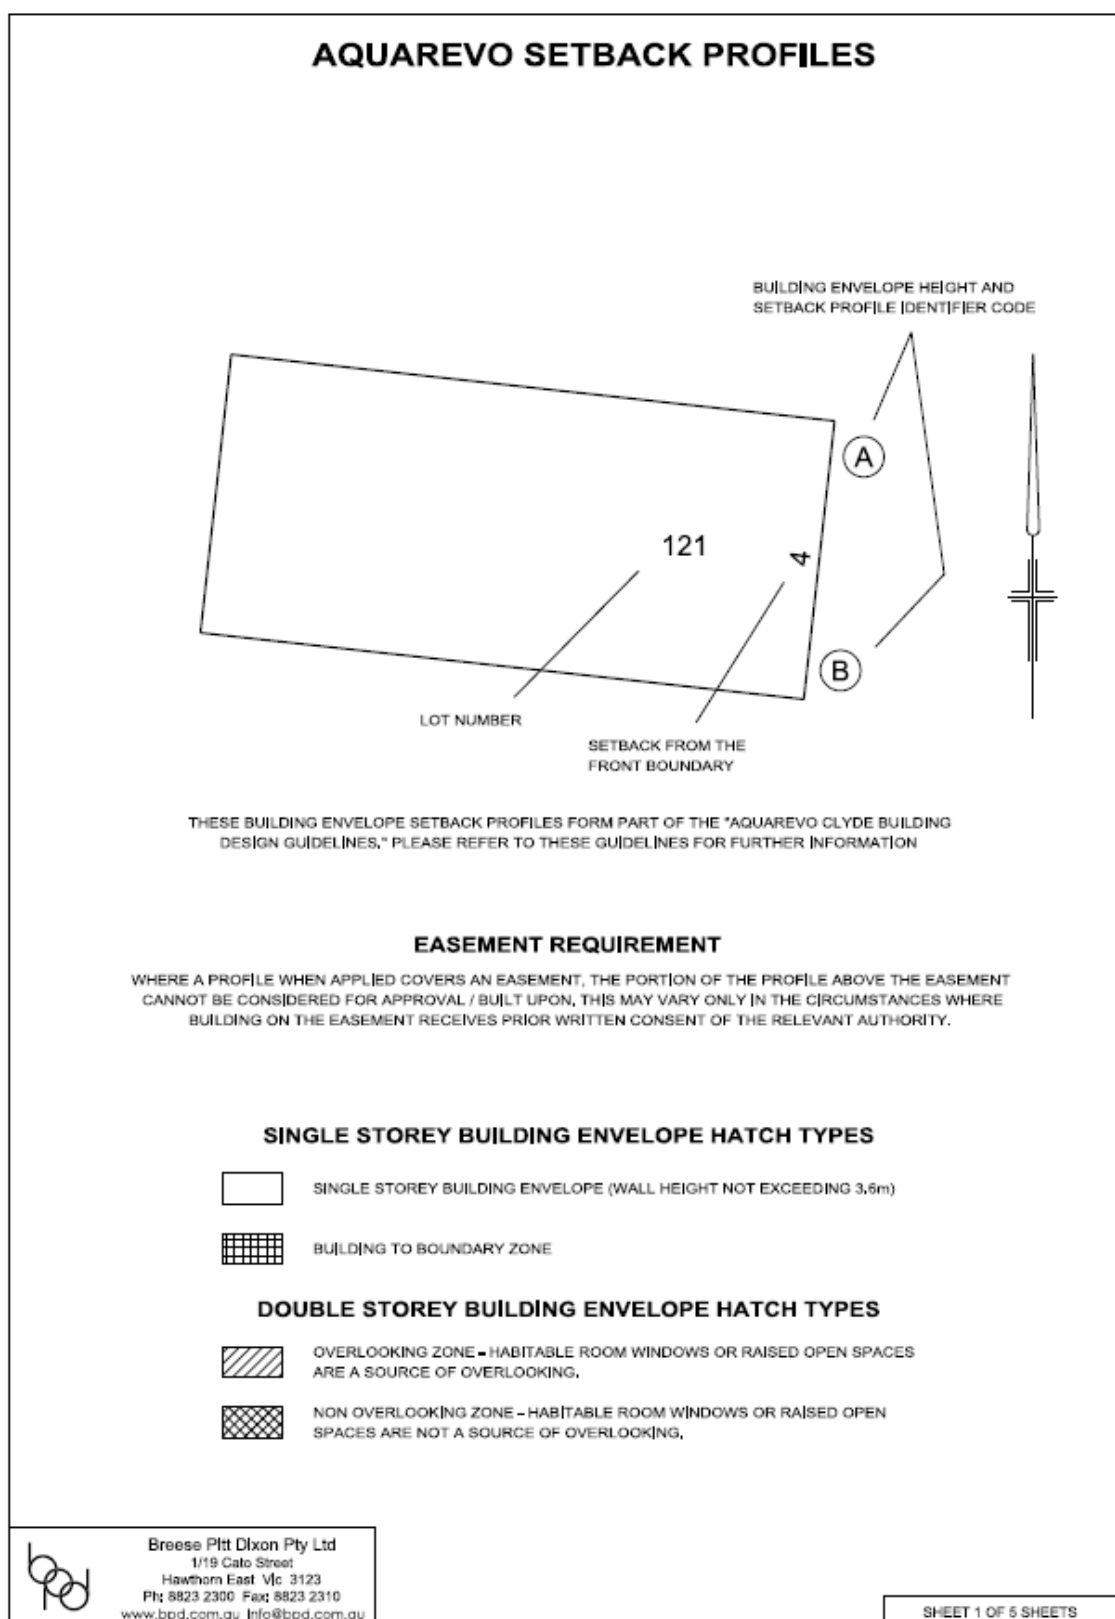 AQUAREVO SETBACK PROFILES
BUILDING ENVELOPE HEIGHT AND
SETBACK PROFILE IDENTIFIER CODE
A
121
4
B
LOT NUMBER
SETBACK FROM THE
FRONT BOUNDARY
THESE BUILDING ENVELOPE SETBACK PROFILES FORM PART OF THE "AQUAREVO CLYDE BUILDING
DESIGN GUIDELINES." PLEASE REFER TO THESE GUIDELINES FOR FURTHER INFORMATION
EASEMENT REQUIREMENT
WHERE A PROFILE WHEN APPLIED COVERS AN EASEMENT, THE PORTION OF THE PROFILE ABOVE THE EASEMENT
CANNOT BE CONSIDERED FOR APPROVAL / BUILT UPON, THIS MAY VARY ONLY IN THE CIRCUMSTANCES WHERE
BUILDING ON THE EASEMENT RECEIVES PRIOR WRITTEN CONSENT OF THE RELEVANT AUTHORITY.
SINGLE STOREY BUILDING ENVELOPE HATCH TYPES
SINGLE STOREY BUILDING ENVELOPE (WALL HEIGHT NOT EXCEEDING 3.6m)
BUILDING TO BOUNDARY ZONE
DOUBLE STOREY BUILDING ENVELOPE HATCH TYPES
OVERLOOKING ZONE - HABITABLE ROOM WINDOWS OR RAISED OPEN SPACES
ARE A SOURCE OF OVERLOOKING.
NON OVERLOOKING ZONE - HABITABLE ROOM WINDOWS OR RAISED OPEN
SPACES ARE NOT A SOURCE OF OVERLOOKING.
bpd
Breese Pitt Dixon Pty Ltd
1/19 Cato Street
Hawthorn East Vic 3123
Ph: 8823 2300 Fax: 8823 2310
www.bpd.com.au info@bpd.com.au
SHEET 1 OF 5 SHEETS